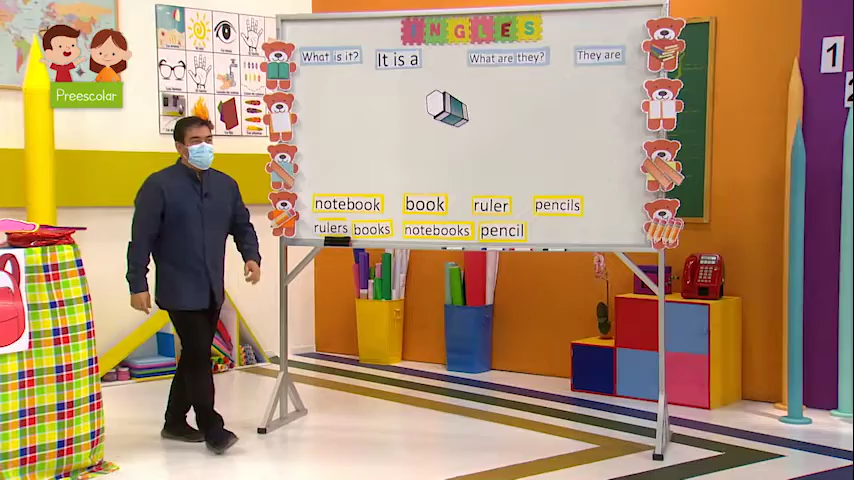 INGLES
What is it?
It is a
What are they?
They are
1
2
Preescolar
notebook
book
ruler
pencils
rulers
books
notebooks
pencil